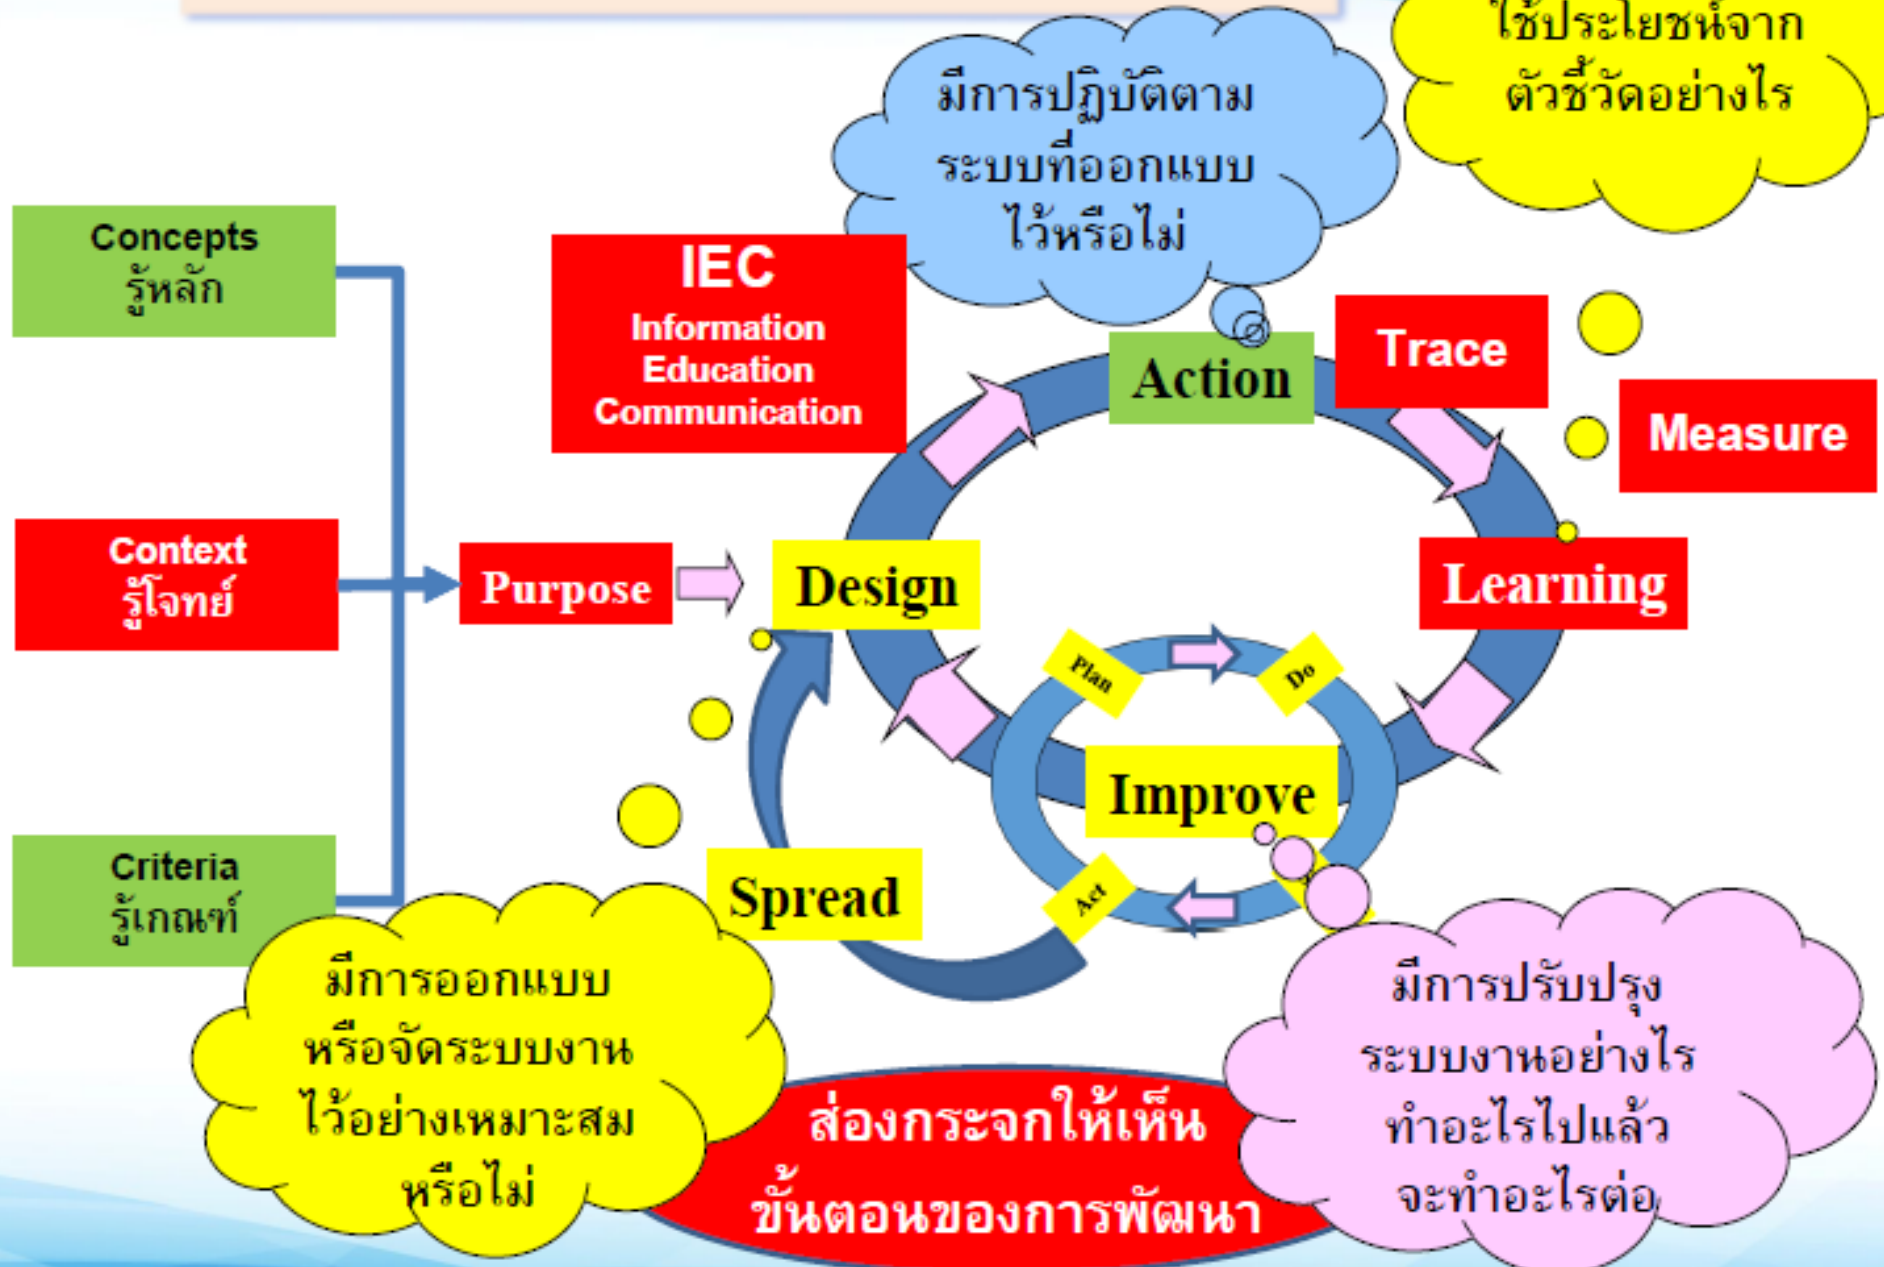 ใช้ประโยชน์จาก
ตัวชี้วัดอย่างไร
มีการปฏิบัติตาม
ระบบที่ออกแบบ
ไว้หรือไม่
Concepts
รู้หลัก
IEC
Information
Education
Communication
Action
Trace
Measure
Context
รู้โจทย์
Purpose
Design
Learning
Plan
Do
Improve
Act
Criteria
รู้เกณฑ์
Spread
มีการออกแบบ
หรือจัดระบบงาน
ไว้อย่างเหมาะสม
หรือไม่
มีการปรับปรุง
ระบบงานอย่างไร
ทำอะไรไปแล้ว
จะทำอะไรต่อ
ส่องกระจกให้เห็น
ขั้นตอนของการพัฒนา